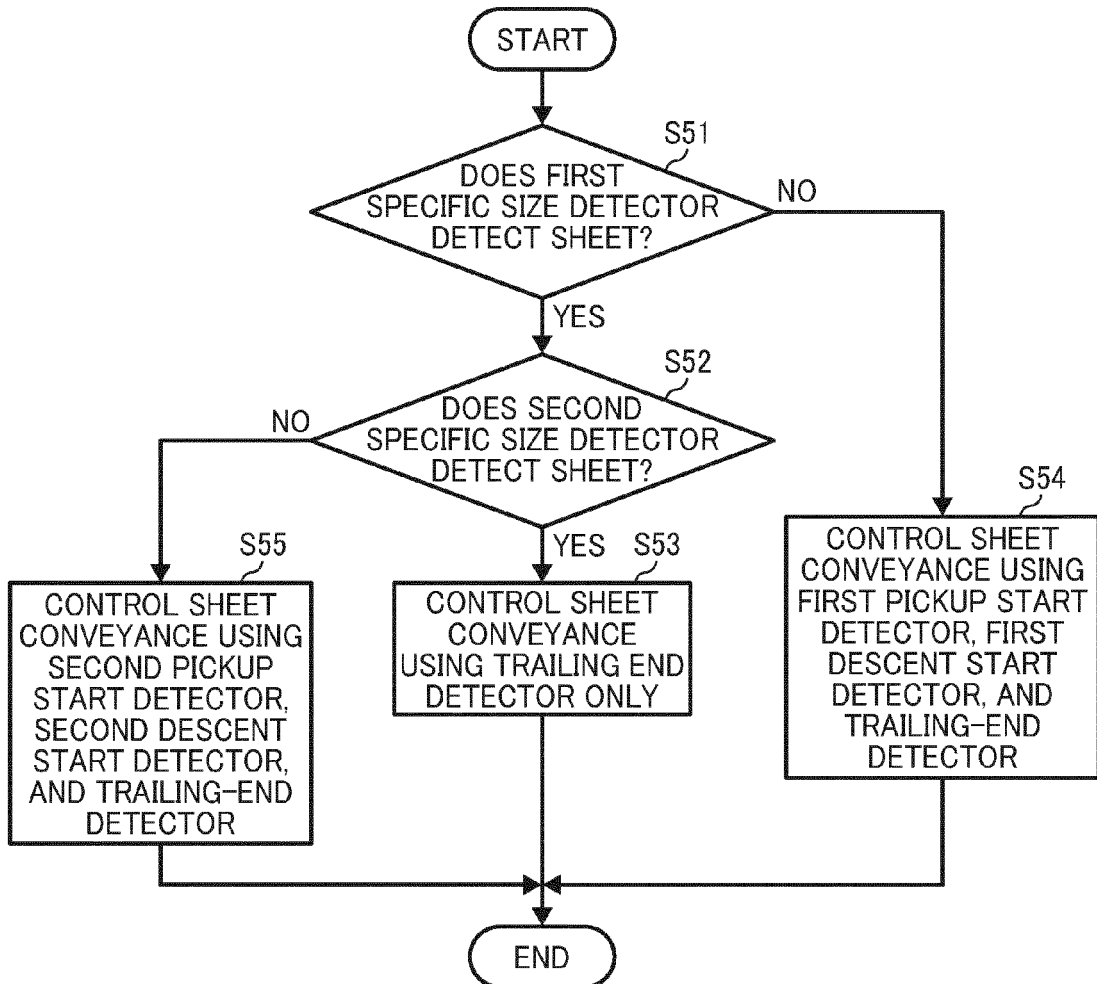 START
S51
DOES FIRST
SPECIFIC SIZE DETECTOR
DETECT SHEET?
NO
YES
S52
DOES SECOND
SPECIFIC SIZE DETECTOR
DETECT SHEET?
NO
YES
S55
CONTROL SHEET
CONVEYANCE USING
SECOND PICKUP
START DETECTOR,
SECOND DESCENT
START DETECTOR,
AND TRAILING-END
DETECTOR
S53
CONTROL SHEET
CONVEYANCE
USING TRAILING END
DETECTOR ONLY
S54
CONTROL SHEET
CONVEYANCE USING
FIRST PICKUP START
DETECTOR, FIRST
DESCENT START
DETECTOR, AND
TRAILING-END
DETECTOR
END